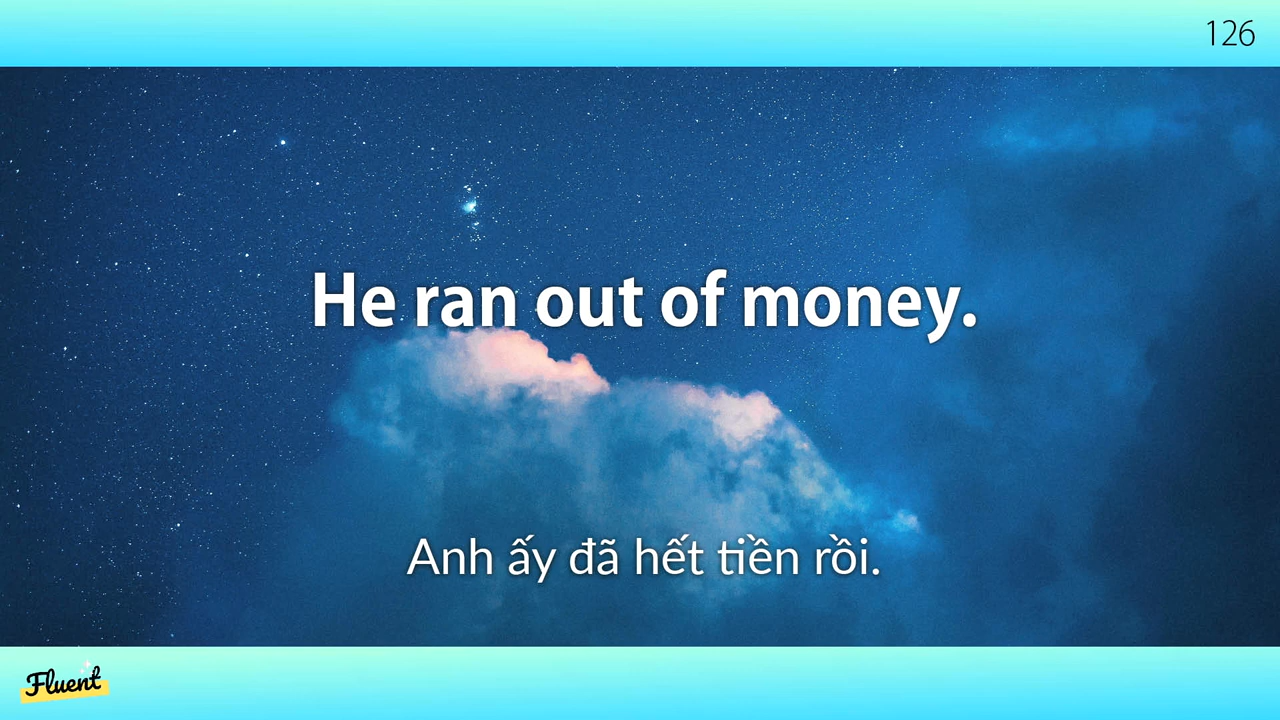 126
He ran out of money.
Anh ấy đã hết tiền rồi.
Fluent